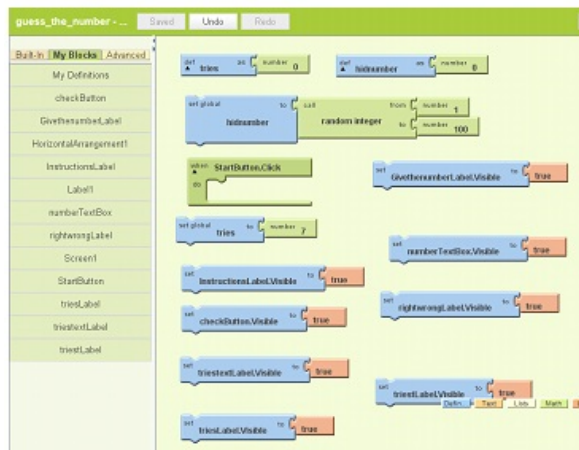 guess_the_number - ...
Saved
Undo
Redo
Built-In
My Blocks
Advanced
My Definitions
checkButton
GivethenumberLabel
HorizontalArrangement1
InstructionsLabel
Label1
numberTextBox
rightwrongLabel
Screen1
StartButton
triesLabel
triestextLabel
triestLabel
def tries as number 0
def hidnumber as number 0
set global hidnumber to call random integer from number 1
to number 100
when StartButton.Click
do
set GivethenumberLabel.Visible to true
set global tries to number 7
set numberTextBox.Visible to true
set InstructionsLabel.Visible to true
set rightwrongLabel.Visible to true
set checkButton.Visible to true
set triestextLabel.Visible to true
set triestLabel.Visible to true
Text
Lists
Math
set triesLabel.Visible to true